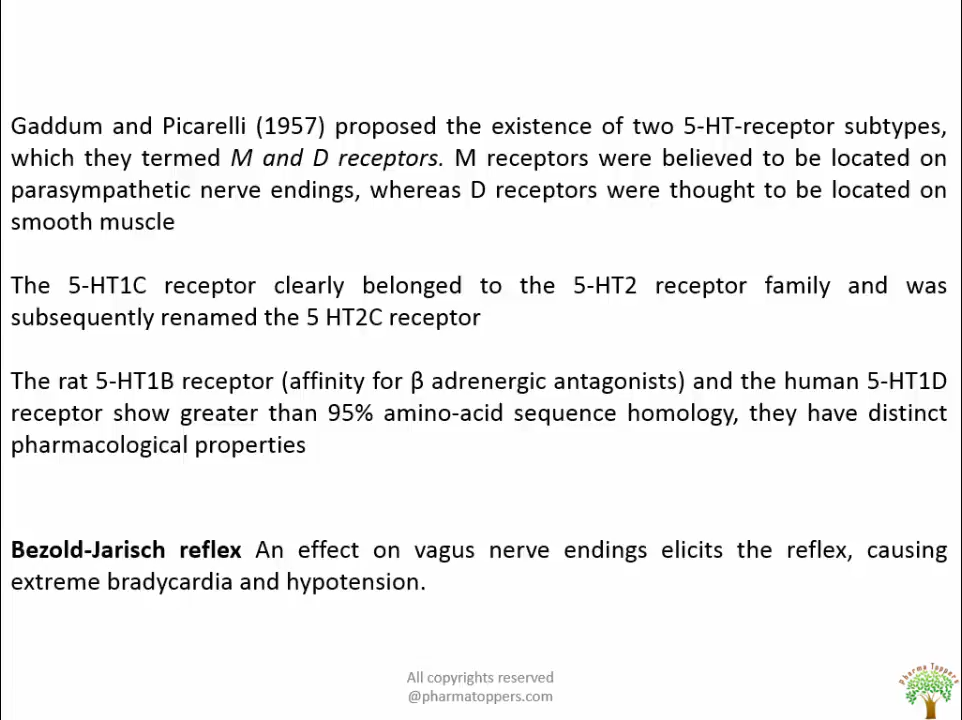 Gaddum and Picarelli (1957) proposed the existence of two 5-HT-receptor subtypes,
which they termed M and D receptors. M receptors were believed to be located on
parasympathetic nerve endings, whereas D receptors were thought to be located on
smooth muscle
The 5-HT1C receptor clearly belonged to the 5-HT2 receptor family and was
subsequently renamed the 5 HT2C receptor
The rat 5-HT1B receptor (affinity for β adrenergic antagonists) and the human 5-HT1D
receptor show greater than 95% amino-acid sequence homology, they have distinct
pharmacological properties
Bezold-Jarisch reflex An effect on vagus nerve endings elicits the reflex, causing
extreme bradycardia and hypotension.
All copyrights reserved
@pharmatoppers.com
Pharma Toppers